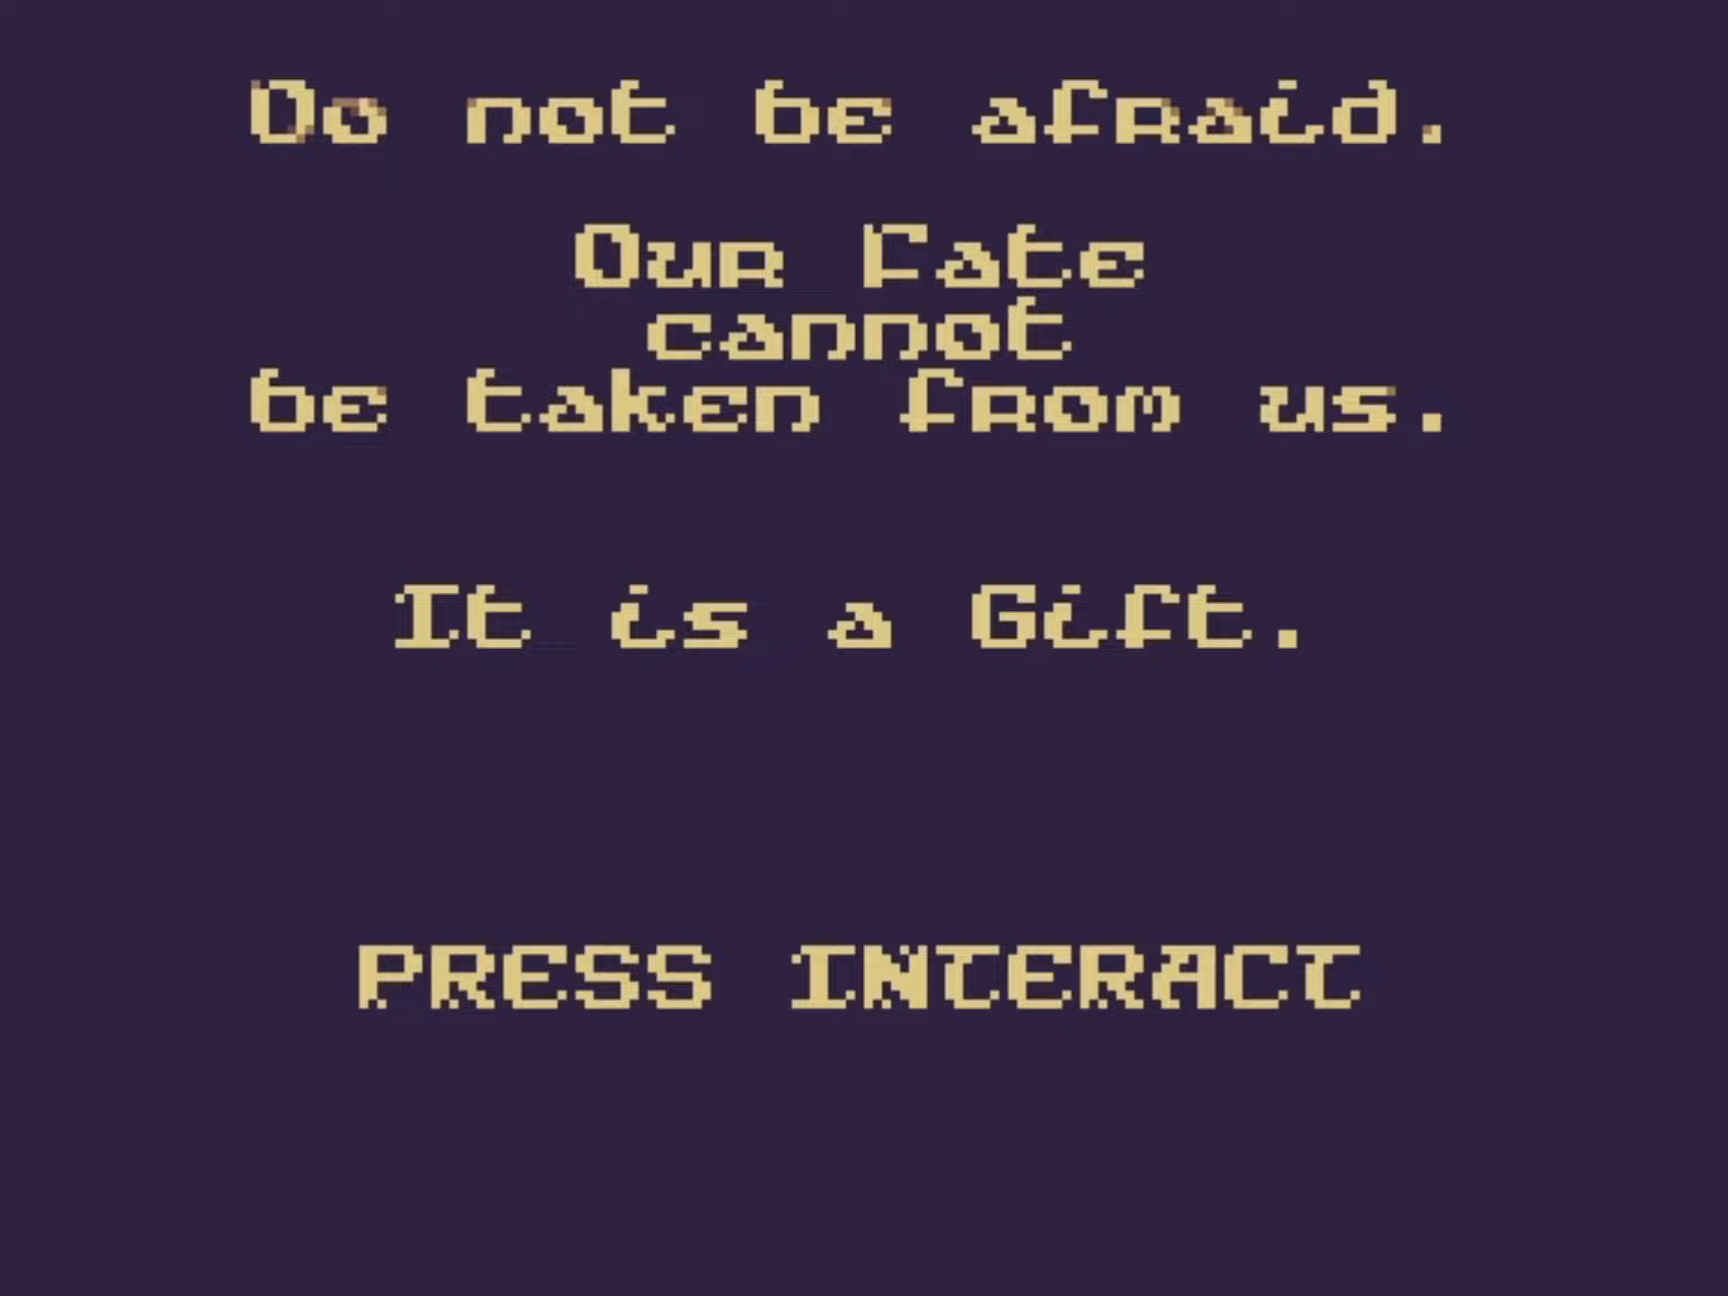 Do not be afraid.
Our Fate
cannot
be taken from us.
It is a Gift.
PRESS INTERACT